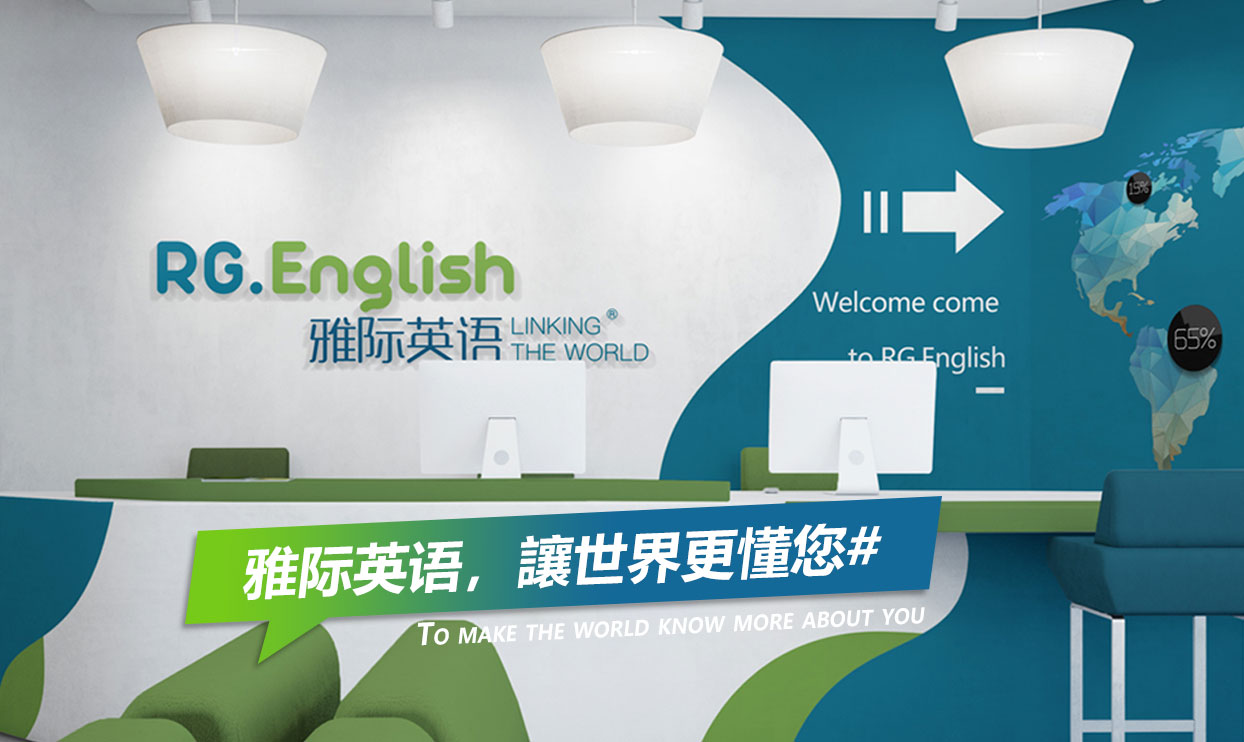 RG.English
雅际英语 LINKING ®
THE WORLD
Welcome come
to RG English
15%
65%
雅际英语，讓世界更懂您#
TO MAKE THE WORLD KNOW MORE ABOUT YOU